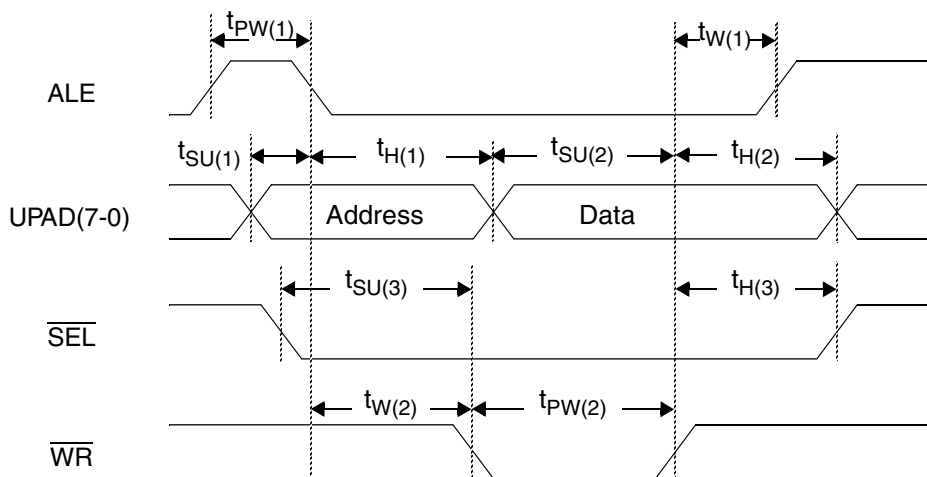 tPW(1) tW(1)
ALE
tSU(1) tH(1) tSU(2) tH(2)
UPAD(7-0) Address Data
tSU(3) tH(3)
SEL
tW(2) tPW(2)
WR